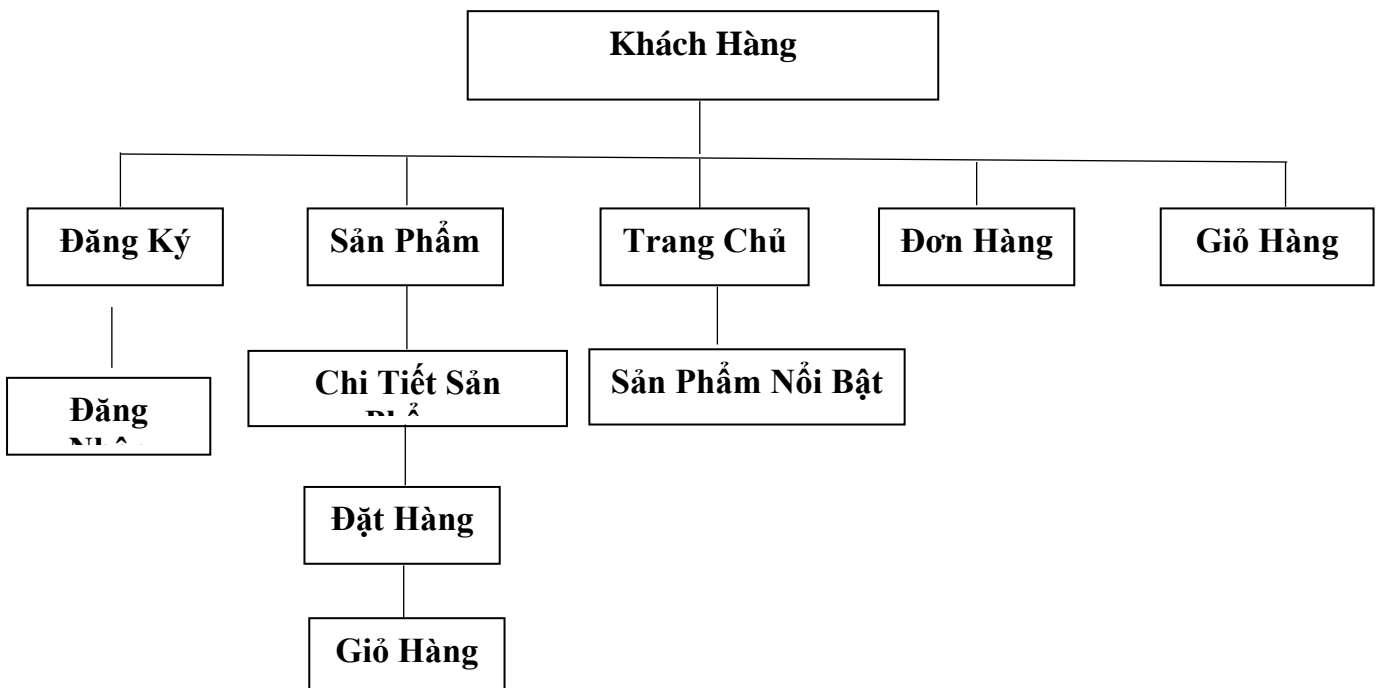 Khách Hàng
Đăng Ký
Sản Phẩm
Trang Chủ
Đơn Hàng
Giỏ Hàng
Đăng
Chi Tiết Sản
Sản Phẩm Nổi Bật
Đặt Hàng
Giỏ Hàng